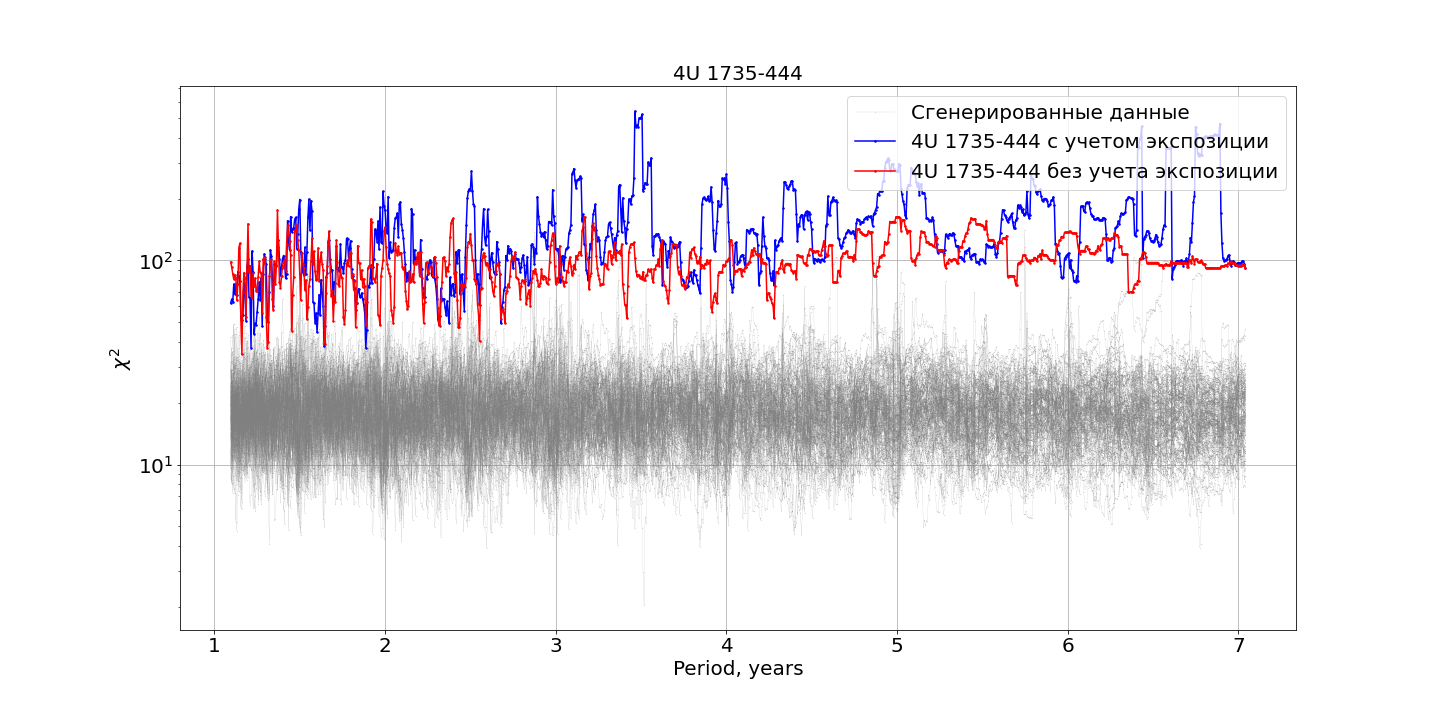 4U 1735-444
Сгенерированные данные
4U 1735-444 с учетом экспозиции
4U 1735-444 без учета экспозиции
10²
χ²
10¹
1 2 3 4 5 6 7
Period, years